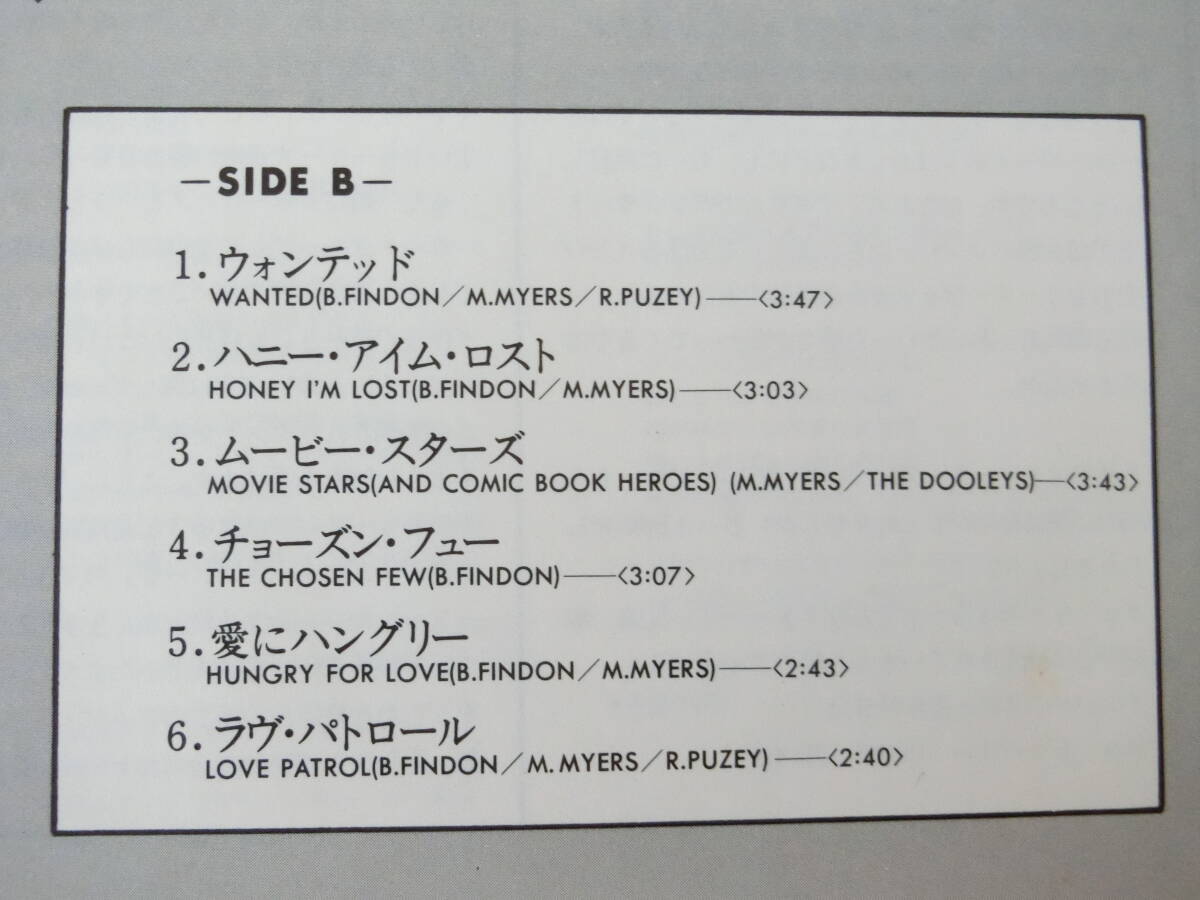 —SIDE B—
1. ウォンテッド
WANTED(B.FINDON／M.MYERS／R.PUZEY)——〈3:47〉
2. ハニー・アイム・ロスト
HONEY I'M LOST(B.FINDON／M.MYERS)——〈3:03〉
3. ムービー・スターズ
MOVIE STARS(AND COMIC BOOK HEROES) (M.MYERS／THE DOOLEYS)—〈3:43〉
4. チョーズン・フュー
THE CHOSEN FEW(B.FINDON)——〈3:07〉
5. 愛にハングリー
HUNGRY FOR LOVE(B.FINDON／M.MYERS)——〈2:43〉
6. ラヴ・パトロール
LOVE PATROL(B.FINDON／M. MYERS／R.PUZEY)——〈2:40〉